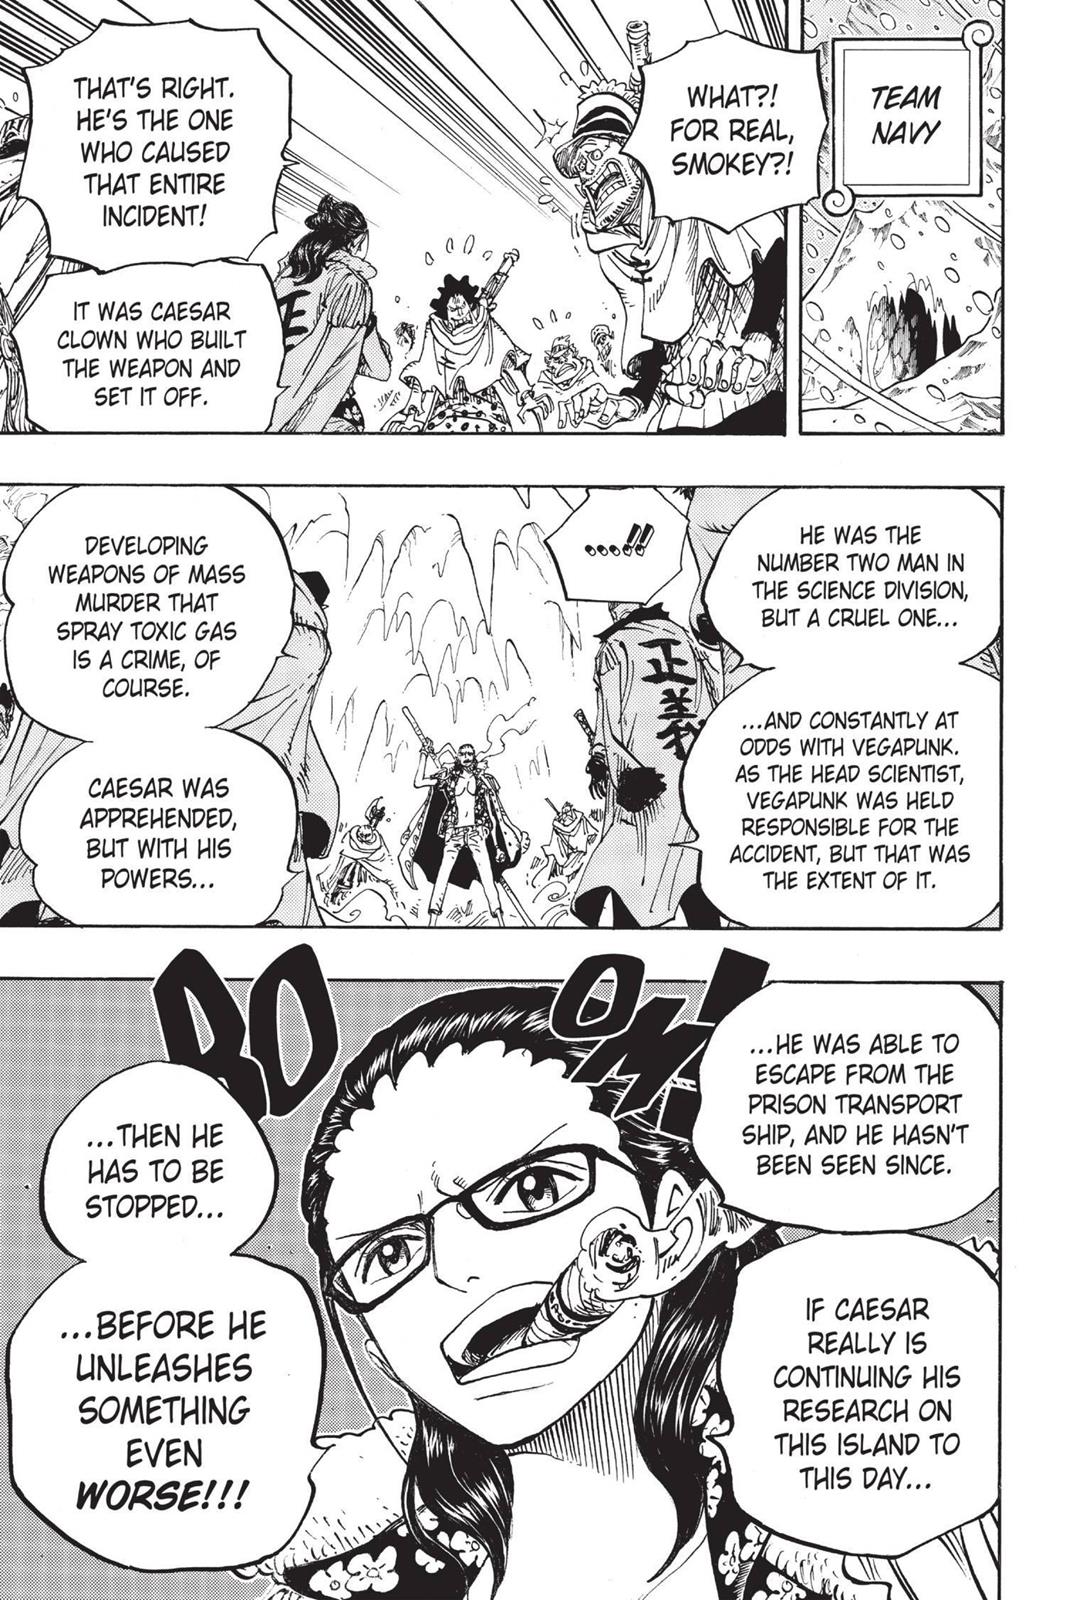 TEAM
NAVY
WHAT?!
FOR REAL,
SMOKEY?!
THAT'S RIGHT.
HE'S THE ONE
WHO CAUSED
THAT ENTIRE
INCIDENT!
IT WAS CAESAR
CLOWN WHO BUILT
THE WEAPON AND
SET IT OFF.
正
HE WAS THE
NUMBER TWO MAN IN
THE SCIENCE DIVISION,
BUT A CRUEL ONE...
...AND CONSTANTLY AT
ODDS WITH VEGAPUNK.
AS THE HEAD SCIENTIST,
VEGAPUNK WAS HELD
RESPONSIBLE FOR THE
ACCIDENT, BUT THAT WAS
THE EXTENT OF IT.
....!!
正義
DEVELOPING
WEAPONS OF MASS
MURDER THAT
SPRAY TOXIC GAS
IS A CRIME, OF
COURSE.
CAESAR WAS
APPREHENDED,
BUT WITH HIS
POWERS...
...HE WAS ABLE TO
ESCAPE FROM THE
PRISON TRANSPORT
SHIP, AND HE HASN'T
BEEN SEEN SINCE.
IF CAESAR
REALLY IS
CONTINUING HIS
RESEARCH ON
THIS ISLAND TO
THIS DAY...
BOOM!
...THEN HE
HAS TO BE
STOPPED...
...BEFORE HE
UNLEASHES
SOMETHING
EVEN
WORSE!!!